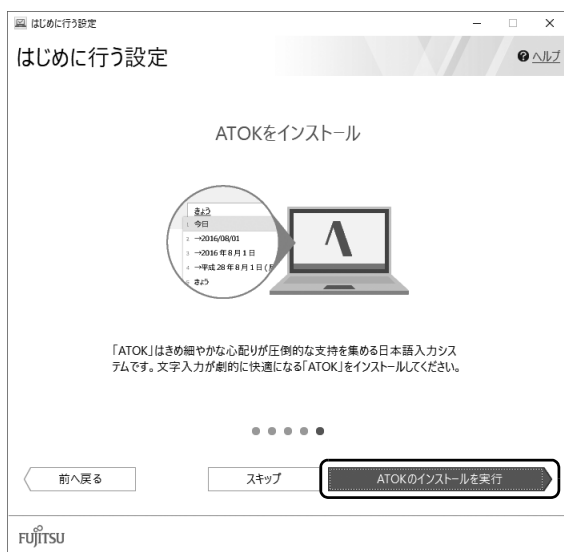 はじめに行う設定
はじめに行う設定
ヘルプ
ATOKをインストール
きょう
1 今日
2 →2016/08/01
3 →2016年8月1日
4 →平成28年8月1日(
5 きょう
「ATOK」はきめ細やかな心配りが圧倒的な支持を集める日本語入力シス
テムです。文字入力が劇的に快適になる「ATOK」をインストールしてください。
前へ戻る
スキップ
ATOKのインストールを実行
FUJITSU